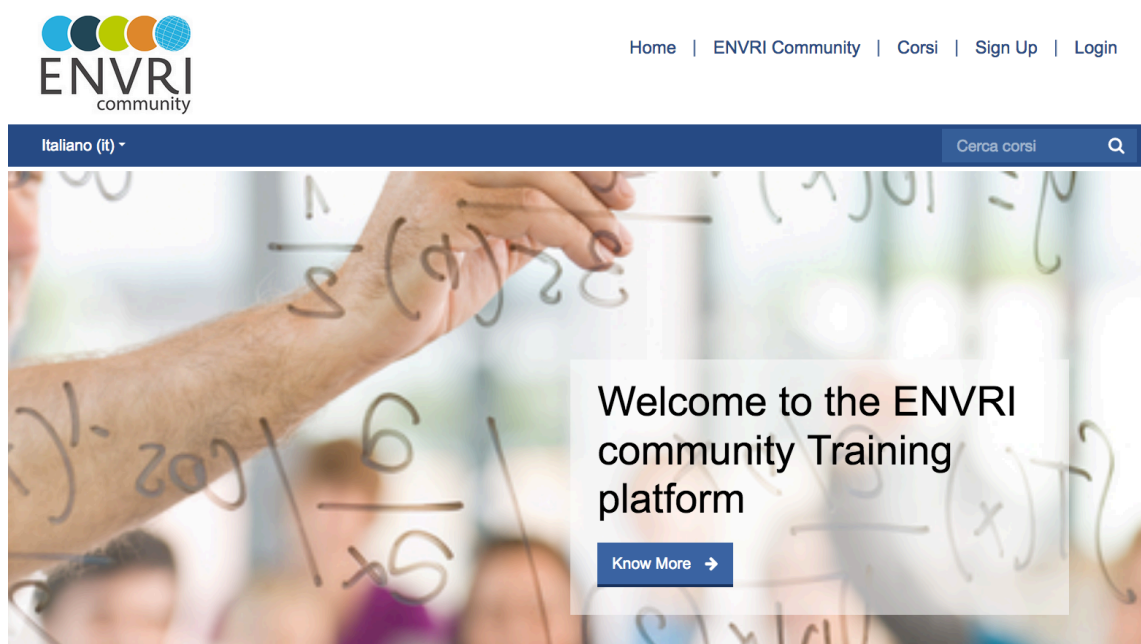 ENVRI
community
Home | ENVRI Community | Corsi | Sign Up | Login
Italiano (it)
Cerca corsi
Welcome to the ENVRI
community Training
platform
Know More